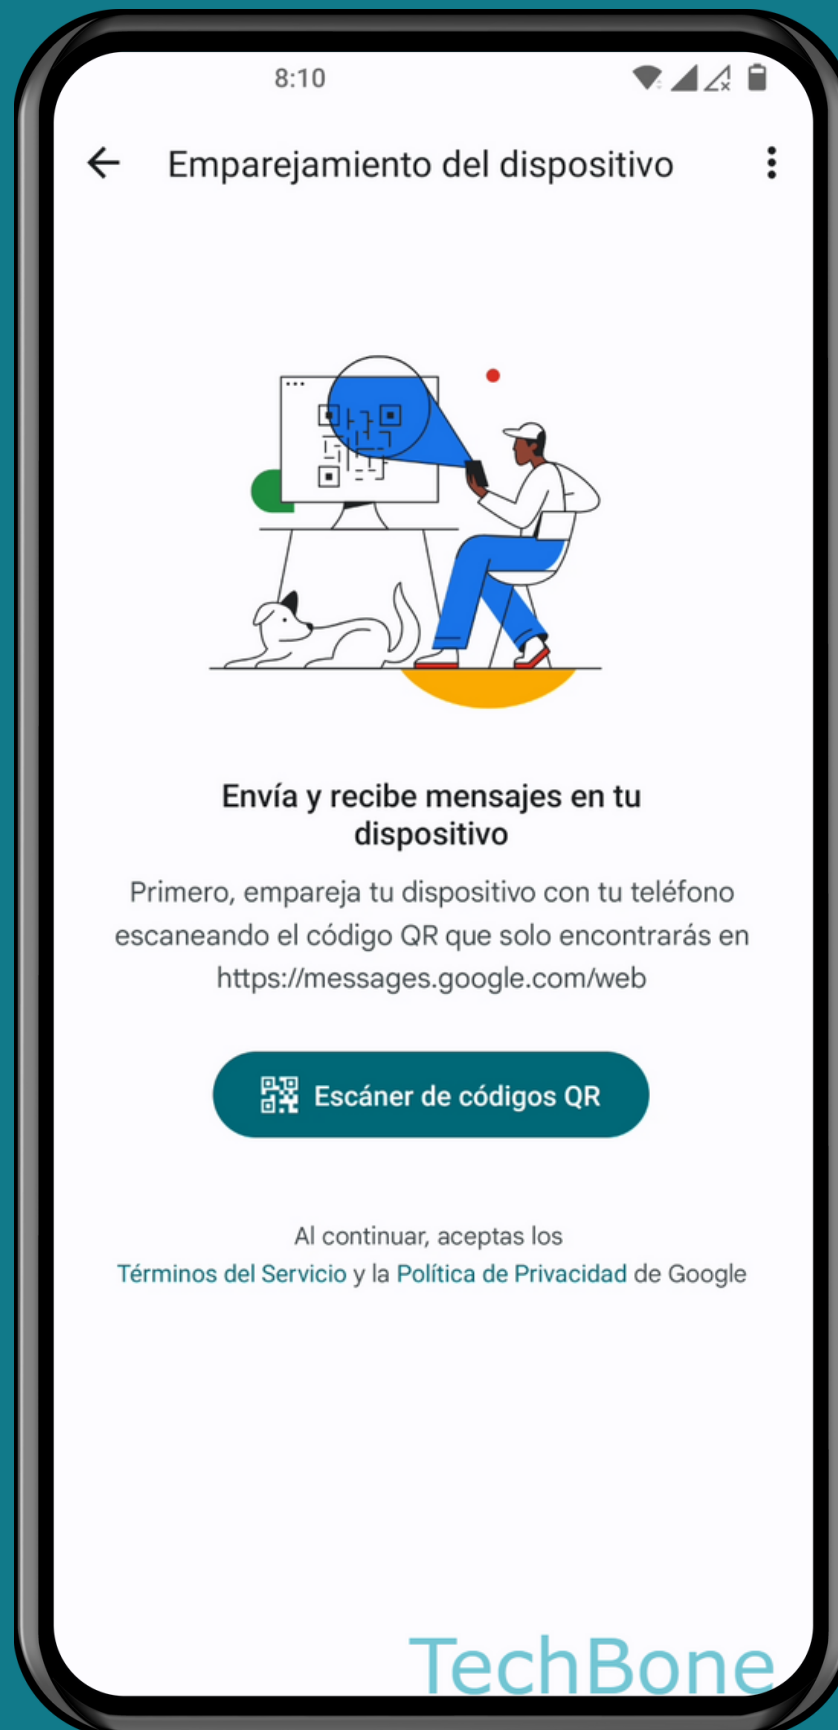 8:10
Emparejamiento del dispositivo
Envía y recibe mensajes en tu
dispositivo
Primero, empareja tu dispositivo con tu teléfono
escaneando el código QR que solo encontrarás en
https://messages.google.com/web
Escáner de códigos QR
Al continuar, aceptas los
Términos del Servicio y la Política de Privacidad de Google
TechBone